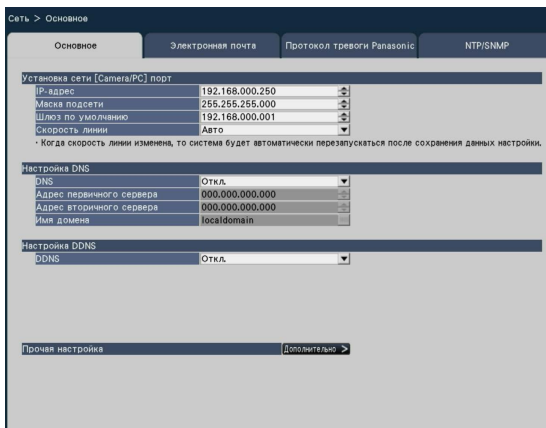 Сеть > Основное
Основное Электронная почта Протокол тревоги Panasonic NTP/SNMP
Установка сети [Camera/PC] порт
IP-адрес 192.168.000.250
Маска подсети 255.255.255.000
Шлюз по умолчанию 192.168.000.001
Скорость линии Авто
· Когда скорость линии изменена, то система будет автоматически перезапускаться после сохранения данных настройки.
Настройка DNS
DNS Откл.
Адрес первичного сервера 000.000.000.000
Адрес вторичного сервера 000.000.000.000
Имя домена localdomain
Настройка DDNS
DDNS Откл.
Прочая настройка Дополнительно >